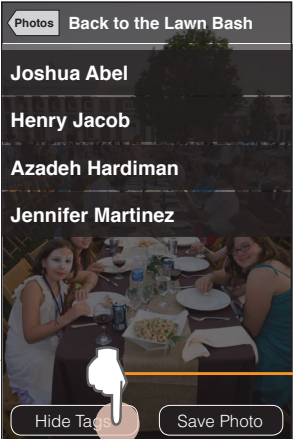 Photos Back to the Lawn Bash
Joshua Abel
Henry Jacob
Azadeh Hardiman
Jennifer Martinez
Hide Tags Save Photo